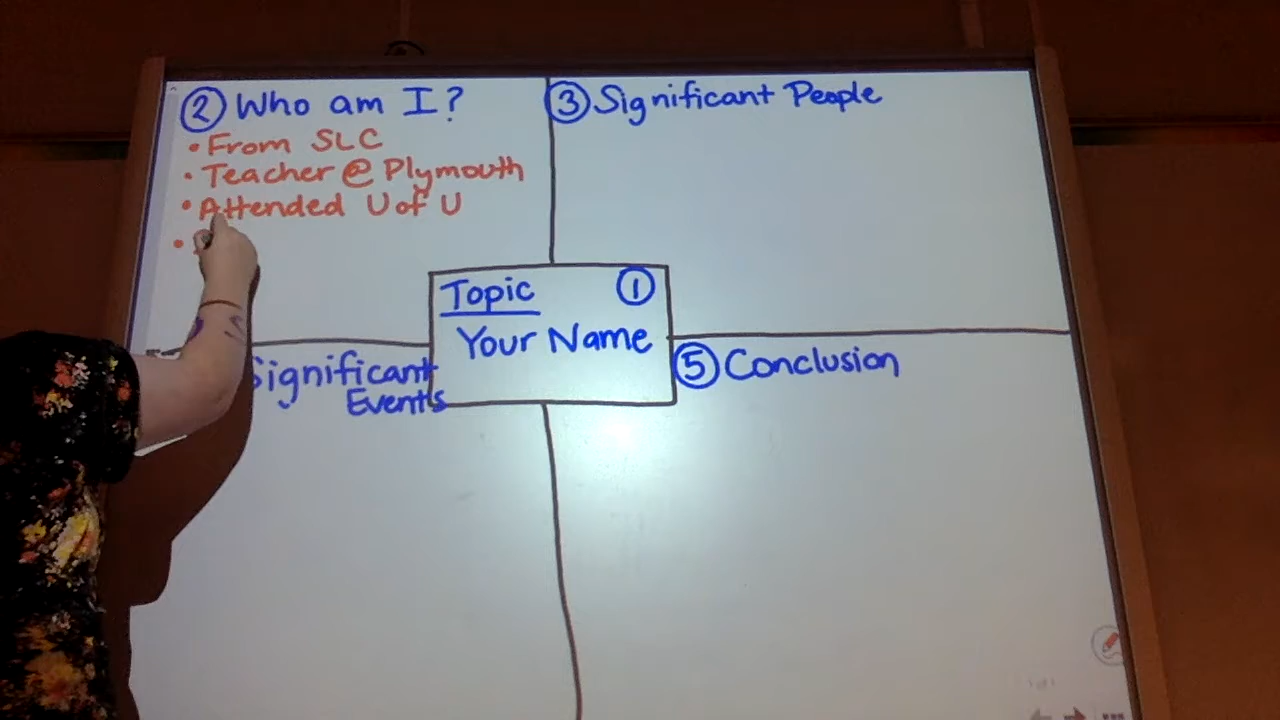 ② Who am I?
• From SLC
• Teacher @ Plymouth
• Attended U of U
•
③ Significant People
Topic ①
Your Name
Significant
Events
⑤ Conclusion